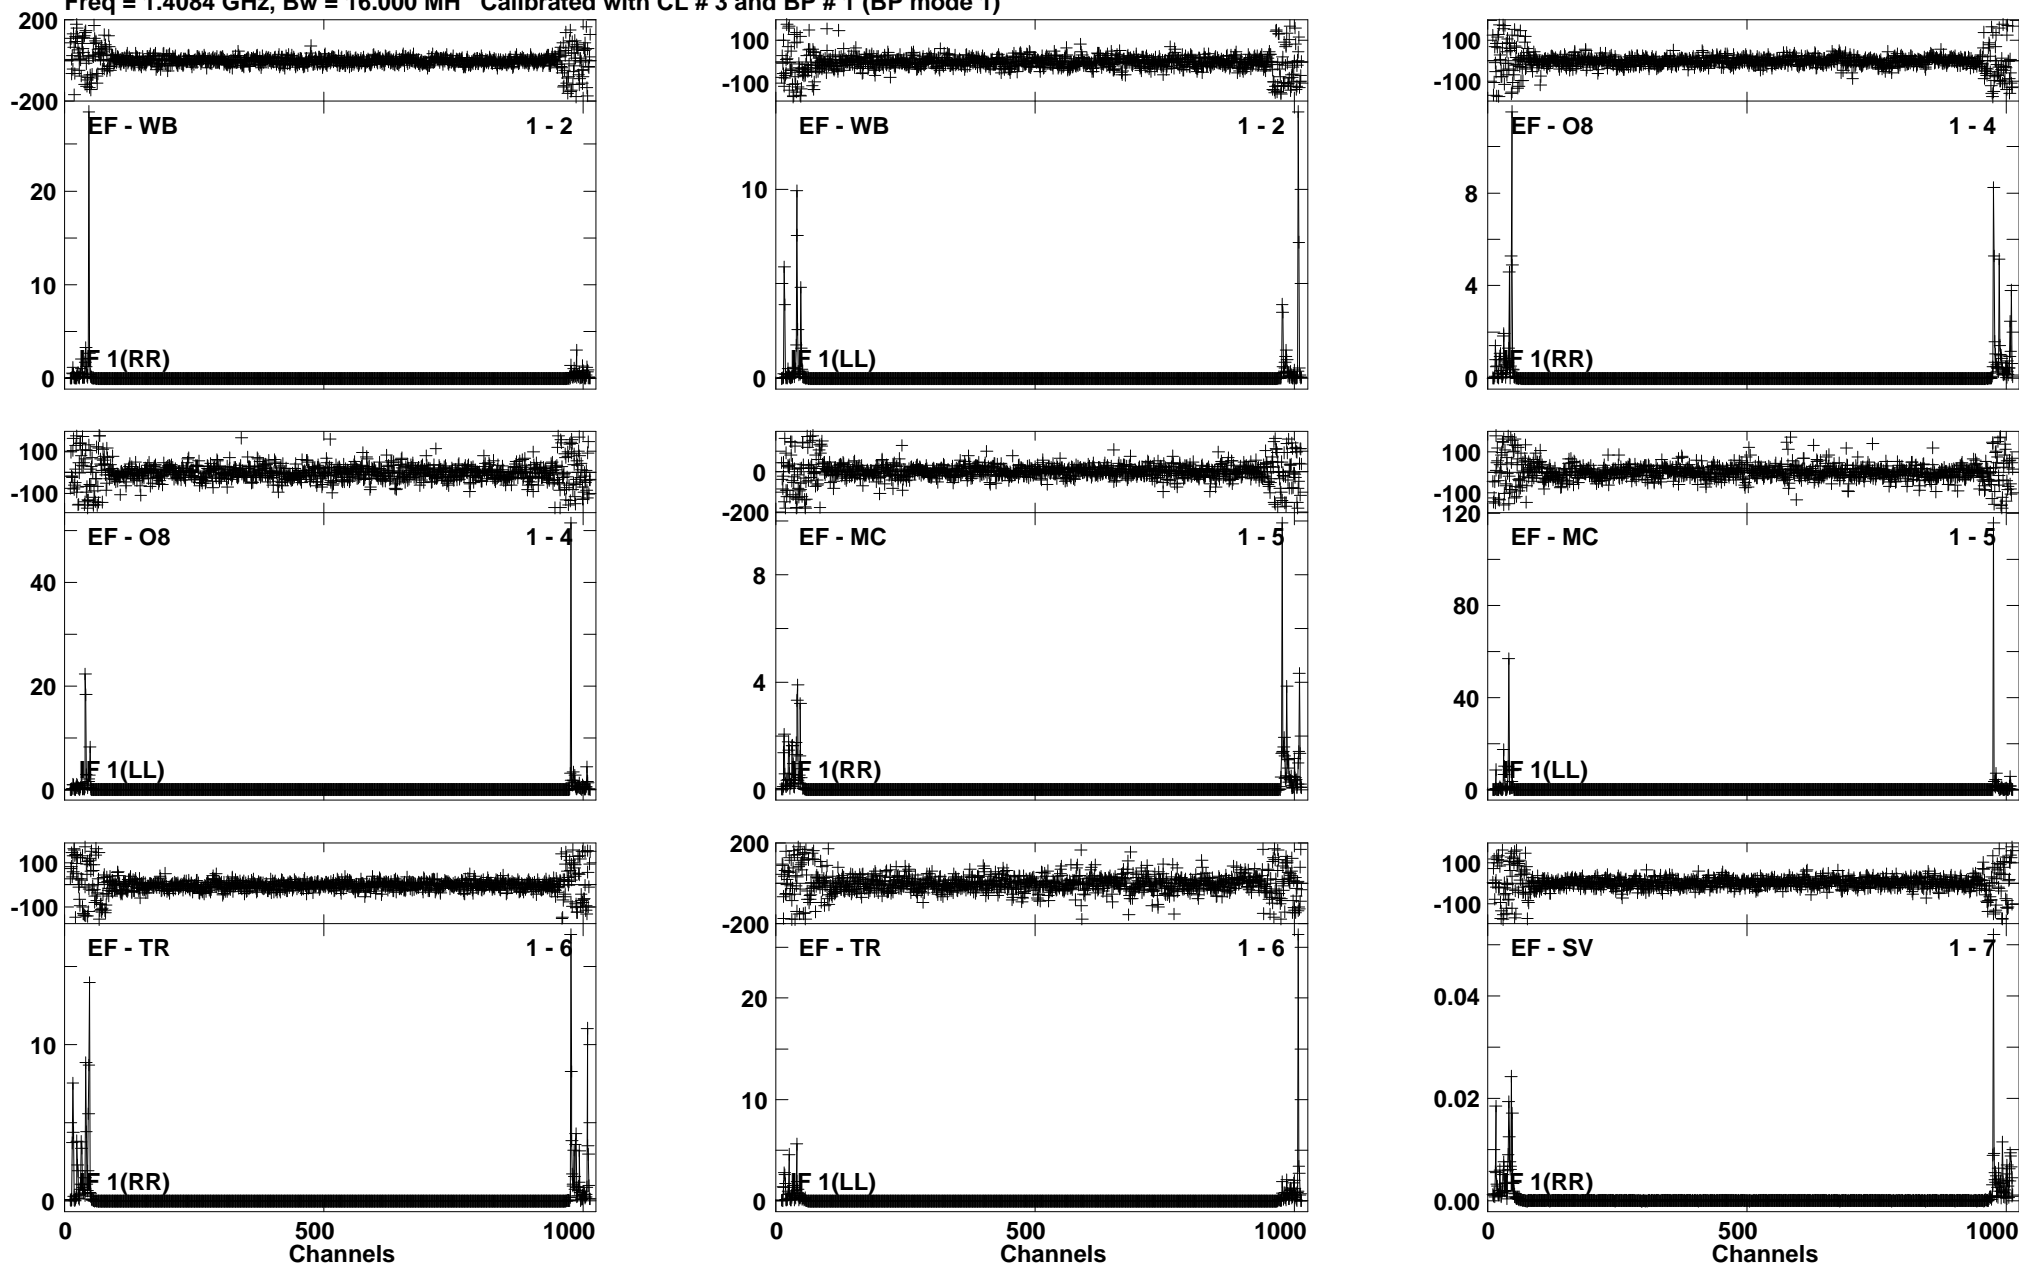 Freq = 1.4084 GHz, Bw = 16.000 MH Calibrated with CL # 3 and BP # 1 (BP mode 1)
200
-200
EF - WB 1 - 2
20
10
0
IF 1(RR)
100
-100
EF - WB 1 - 2
10
0
IF 1(LL)
100
-100
EF - O8 1 - 4
8
4
0
IF 1(RR)
100
-100
EF - O8 1 - 4
40
20
0
IF 1(LL)
0
-200
EF - MC 1 - 5
8
4
0
IF 1(RR)
100
-100
120
EF - MC 1 - 5
80
40
0
IF 1(LL)
100
-100
EF - TR 1 - 6
10
0
IF 1(RR)
0 500 1000
Channels
200
-200
EF - TR 1 - 6
20
10
0
IF 1(LL)
0 500 1000
Channels
100
-100
EF - SV 1 - 7
0.04
0.02
0.00
IF 1(RR)
0 500 1000
Channels